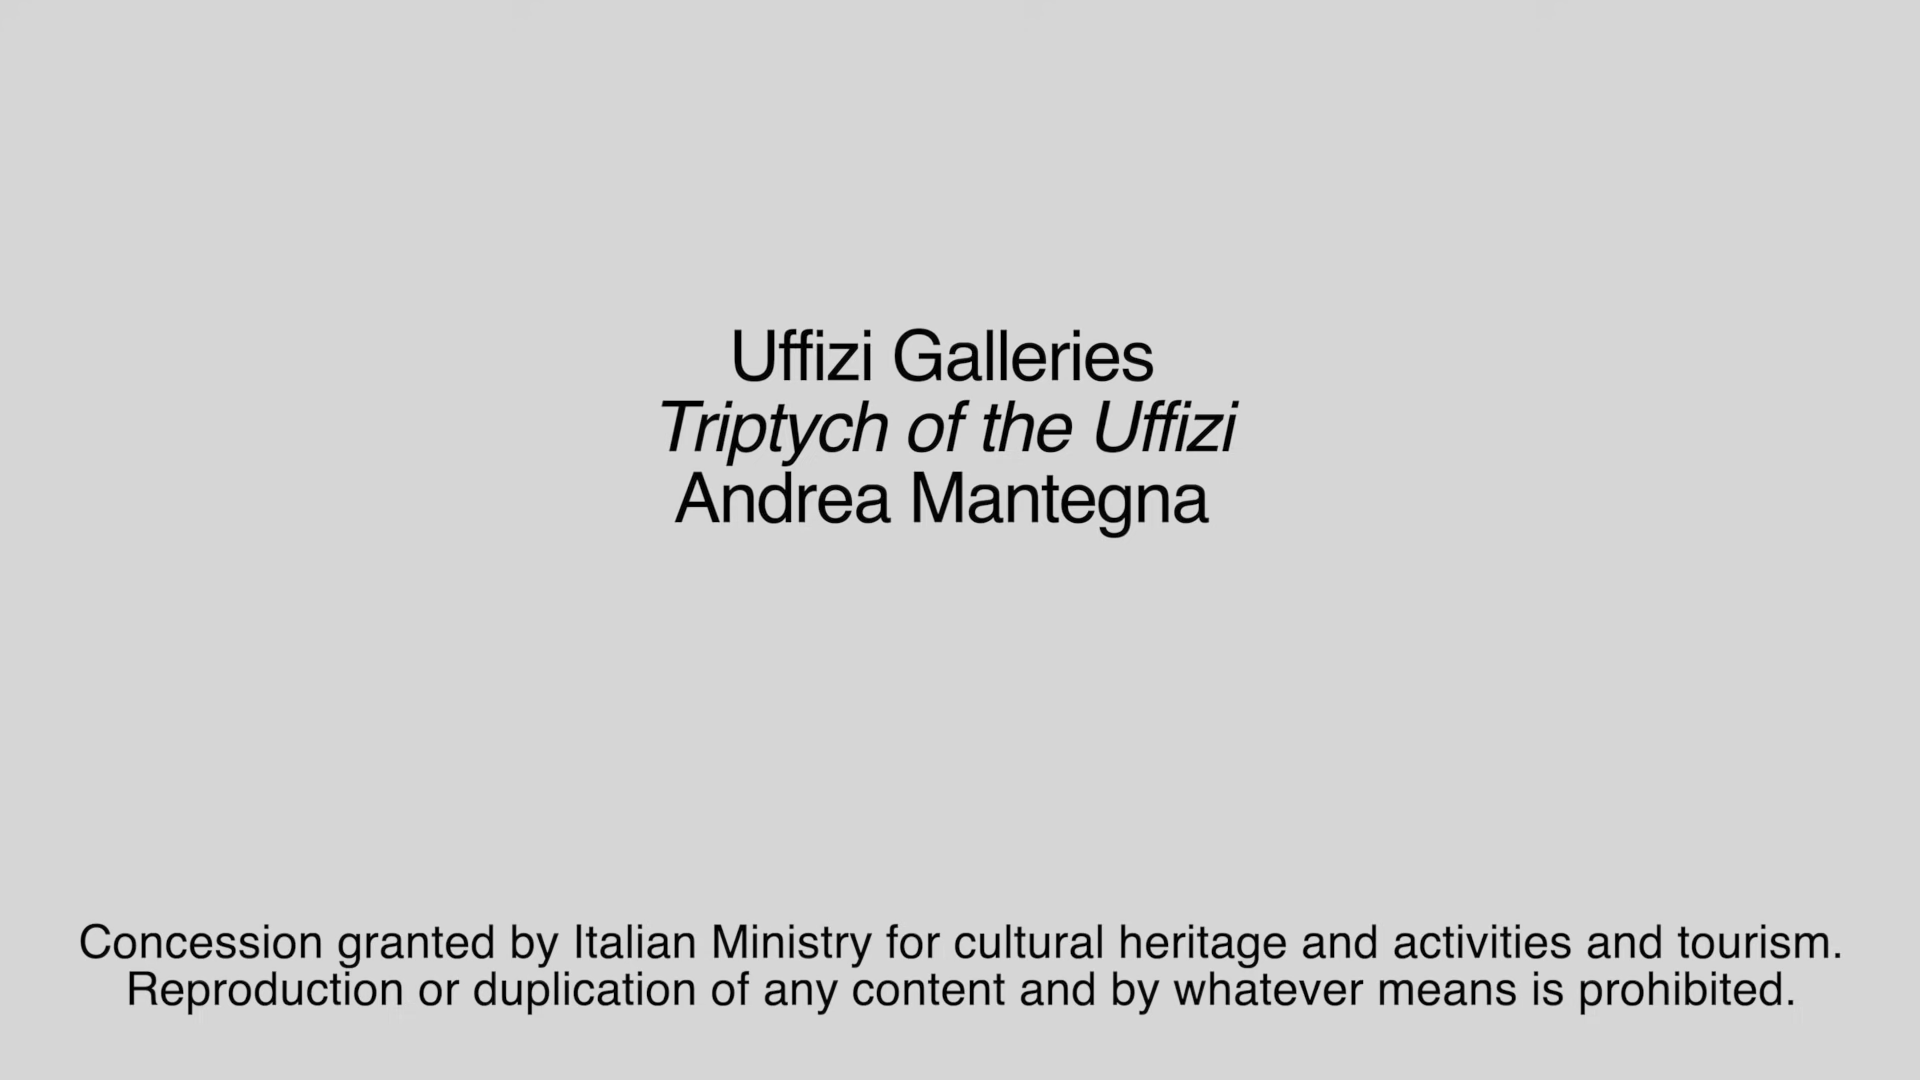 Uffizi Galleries
Triptych of the Uffizi
Andrea Mantegna
Concession granted by Italian Ministry for cultural heritage and activities and tourism.
Reproduction or duplication of any content and by whatever means is prohibited.